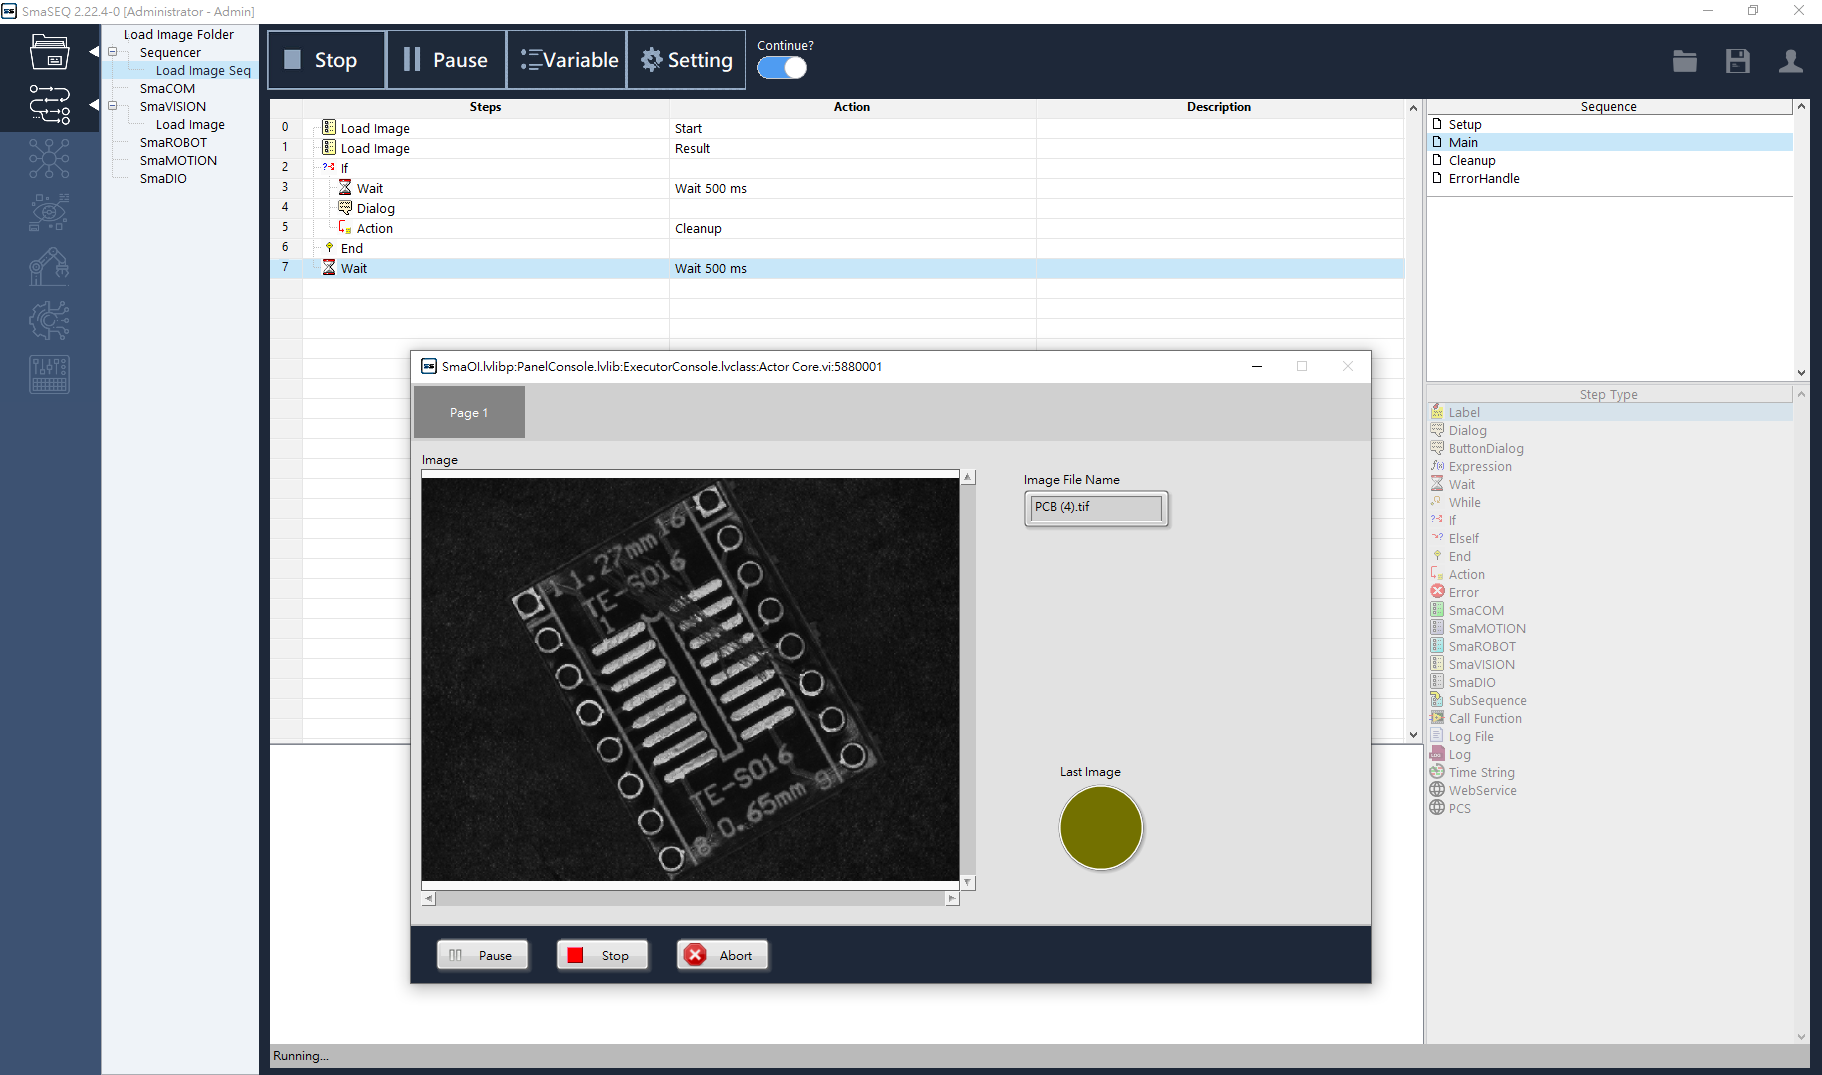 SmaSEQ 2.22.4-0 [Administrator - Admin]
Load Image Folder
Sequencer
Load Image Seq
SmaCOM
SmaVISION
Load Image
SmaROBOT
SmaMOTION
SmaDIO
Stop
Pause
Variable
Setting
Continue?
Steps Action Description
0 Load Image Start
1 Load Image Result
2 If
3 Wait Wait 500 ms
4 Dialog
5 Action Cleanup
6 End
7 Wait Wait 500 ms
Sequence
Setup
Main
Cleanup
ErrorHandle
Step Type
Label
Dialog
ButtonDialog
Expression
Wait
While
If
ElseIf
End
Action
Error
SmaCOM
SmaMOTION
SmaROBOT
SmaVISION
SmaDIO
SubSequence
Call Function
Log File
Log
Time String
WebService
PCS
SmaOI.lvlibp:PanelConsole.lvlib:ExecutorConsole.lvclass:Actor Core.vi:5880001
Page 1
Image
1 1.27mm 16
TE-SO16
1
TE-SO16
8 0.65mm 9
Image File Name
PCB (4).tif
Last Image
Pause
Stop
Abort
Running...